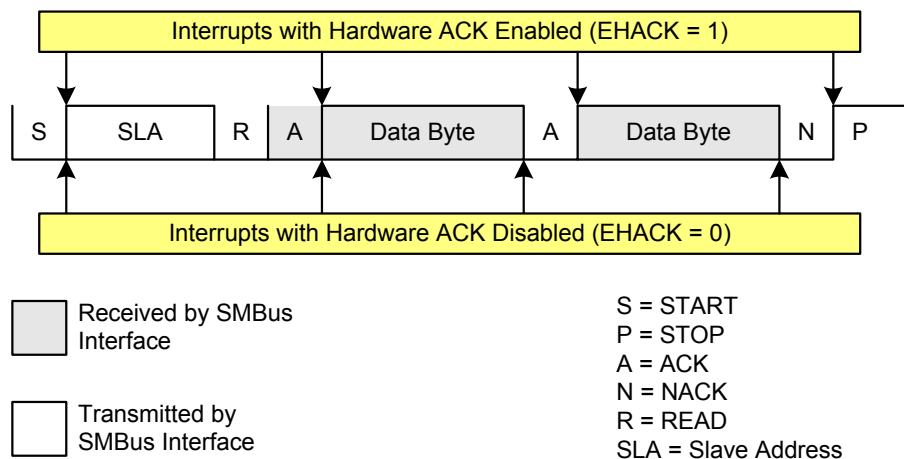 Interrupts with Hardware ACK Enabled (EHACK = 1)
S SLA R A Data Byte A Data Byte N P
Interrupts with Hardware ACK Disabled (EHACK = 0)
Received by SMBus
Interface
Transmitted by
SMBus Interface
S = START
P = STOP
A = ACK
N = NACK
R = READ
SLA = Slave Address